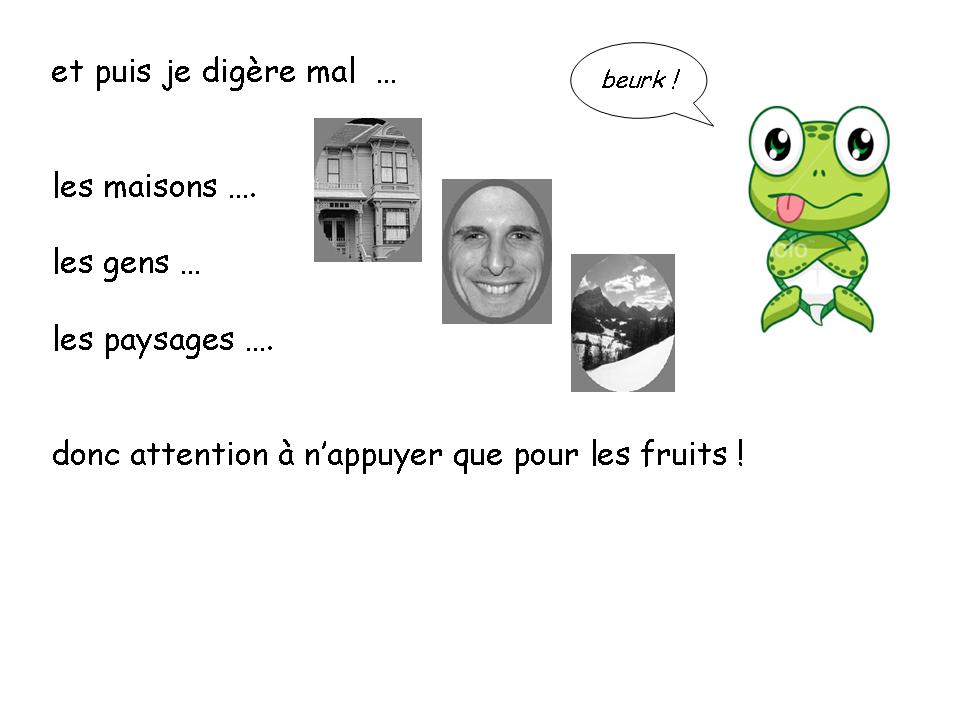 et puis je digère mal ...
beurk !
les maisons ....
les gens ...
les paysages ....
donc attention à n’appuyer que pour les fruits !